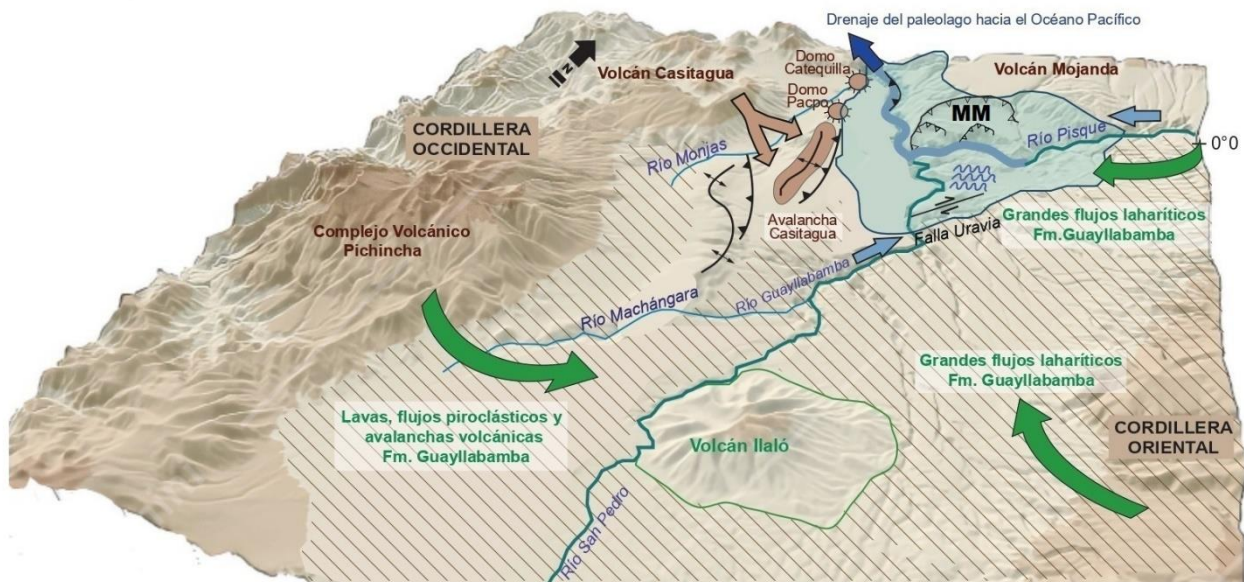 Drenaje del paleolago hacia el Océano Pacífico
N
Volcán Casitagua
Domo
Catequilla
Domo
Pacpo
Volcán Mojanda
MM
CORDILLERA
OCCIDENTAL
Río Monjas
Río Pisque
0°0
Avalancha
Casitagua
Falla Uravia
Grandes flujos laharíticos
Fm.Guayllabamba
Complejo Volcánico
Pichincha
Río Guayllabamba
Río Machángara
Grandes flujos laharíticos
Fm. Guayllabamba
Lavas, flujos piroclásticos y
avalanchas volcánicas
Fm. Guayllabamba
Volcán Ilaló
CORDILLERA
ORIENTAL
Río San Pedro